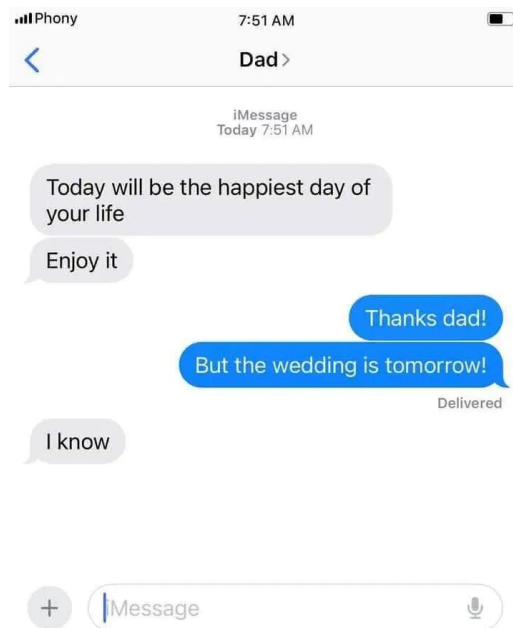 Phony 7:51 AM
Dad
iMessage
Today 7:51 AM
Today will be the happiest day of
your life
Enjoy it
Thanks dad!
But the wedding is tomorrow!
Delivered
I know
iMessage